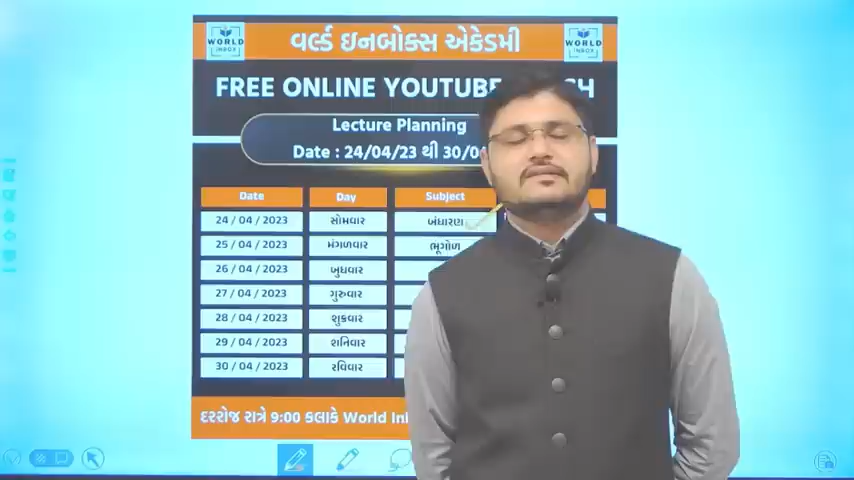 WORLD
INBOX
વર્લ્ડ ઇનબોક્સ એકેડમી
WORLD
INBOX
FREE ONLINE YOUTUBE
Lecture Planning
Date : 24/04/23 થી 30/0
Date Day Subject
24 / 04 / 2023 સોમવાર બંધારણ
25 / 04 / 2023 મંગળવાર ભૂગોળ
26 / 04 / 2023 બુધવાર
27 / 04 / 2023 ગુરુવાર
28 / 04 / 2023 શુક્રવાર
29 / 04 / 2023 શનિવાર
30 / 04 / 2023 રવિવાર
દરરોજ રાત્રે 9:00 કલાકે World